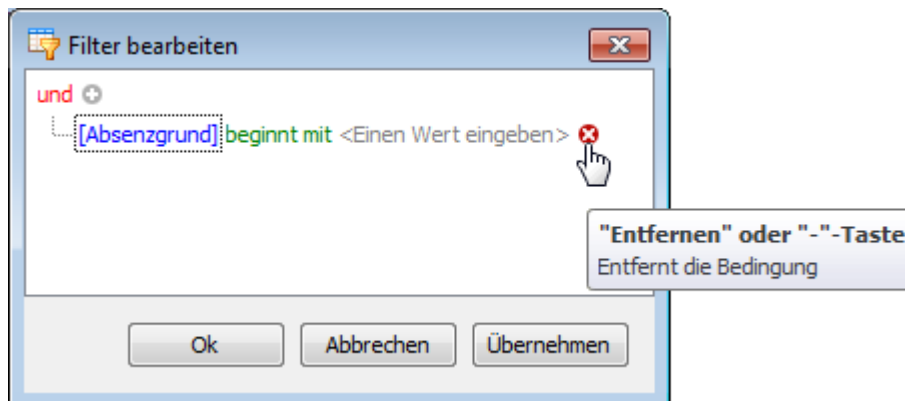 Filter bearbeiten
und
[Absenzgrund] beginnt mit <Einen Wert eingeben>
"Entfernen" oder "-"-Taste
Entfernt die Bedingung
Ok Abbrechen Übernehmen